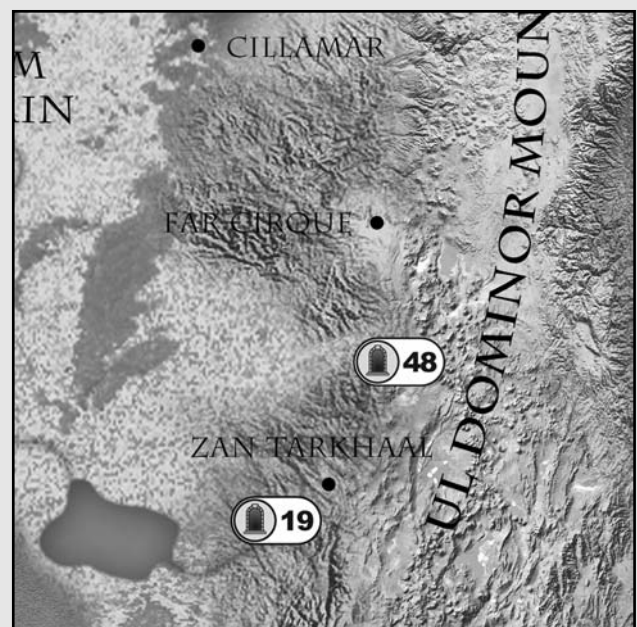 CILLAMAR
M
IN
FAR CIRQUE
48
ZAN TARKHAAL
19
UL DOMINOR MOUN